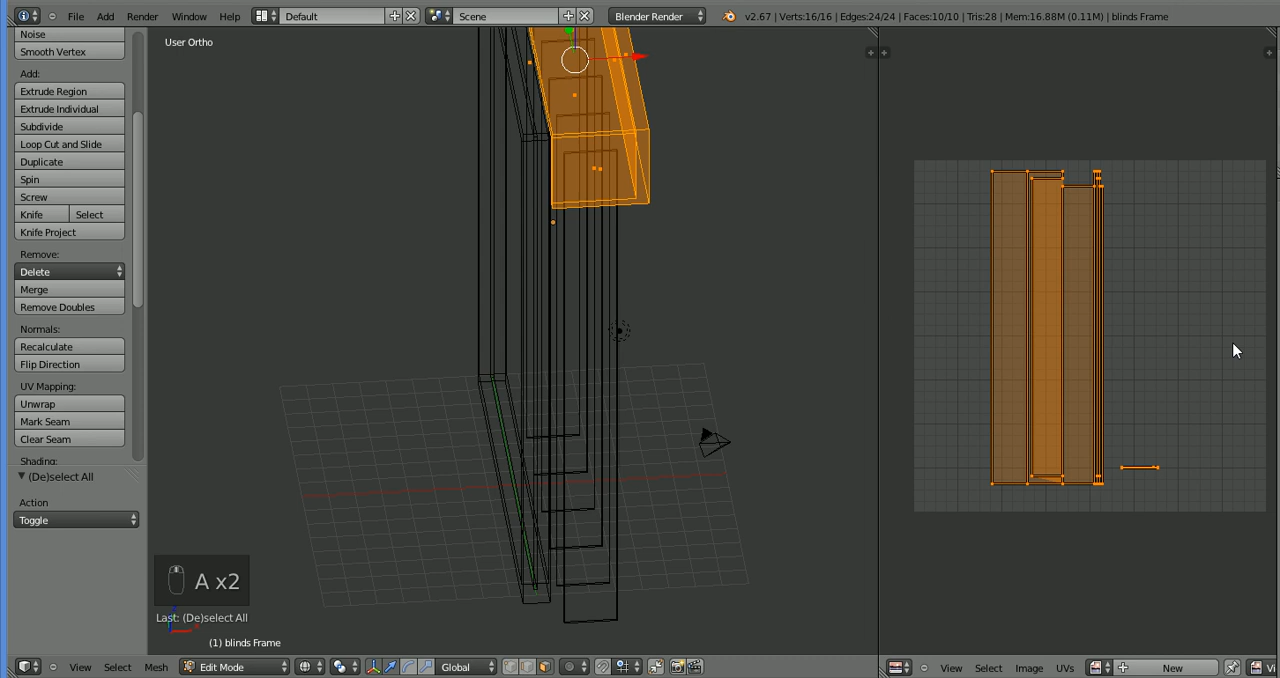 File Add Render Window Help Default Scene Blender Render v2.67 | Verts:16/16 | Edges:24/24 | Faces:10/10 | Tris:28 | Mem:16.88M (0.11M) | blinds Frame
Noise
Smooth Vertex
Add:
Extrude Region
Extrude Individual
Subdivide
Loop Cut and Slide
Duplicate
Spin
Screw
Knife Select
Knife Project
Remove:
Delete
Merge
Remove Doubles
Normals:
Recalculate
Flip Direction
UV Mapping:
Unwrap
Mark Seam
Clear Seam
Shading:
(De)select All
Action
Toggle
User Ortho
A x2
Last: (De)select All
(1) blinds Frame
View Select Mesh Edit Mode Global View Select Image UVs New Vi